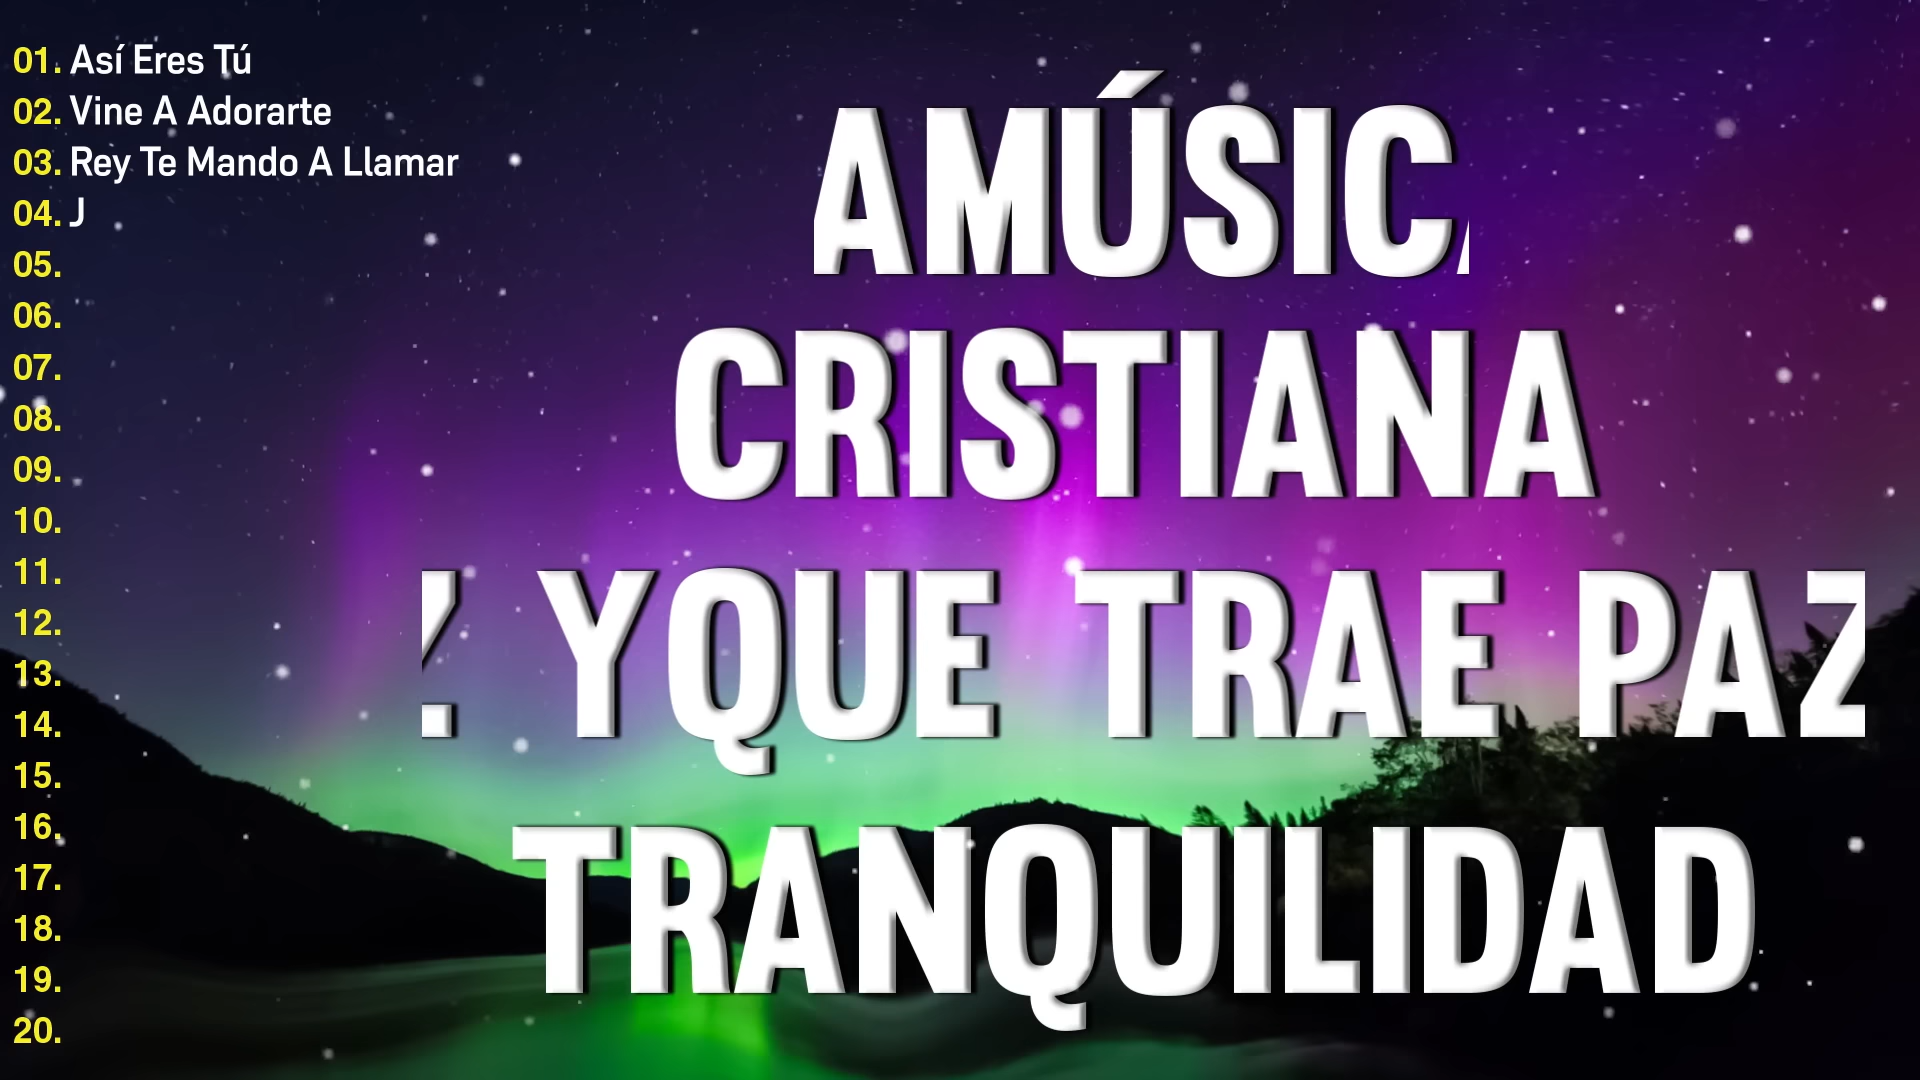 01. Así Eres Tú
02. Vine A Adorarte
03. Rey Te Mando A Llamar
04. J
05.
06.
07.
08.
09.
10.
11.
12.
13.
14.
15.
16.
17.
18.
19.
20.
AMÚSICA
CRISTIANA
Z YQUE TRAE PAZ
TRANQUILIDAD